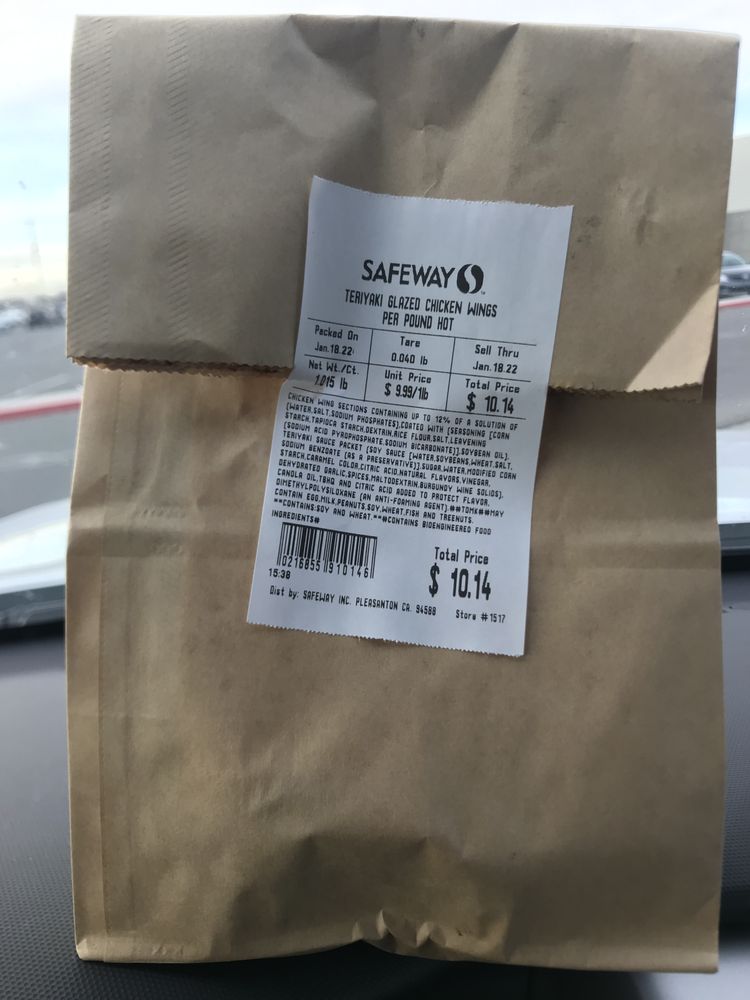 SAFEWAY
TERIYAKI GLAZED CHICKEN WINGS
PER POUND HOT
Packed On Tare Sell Thru
Jan.18.22 0.040 lb Jan.18.22
Net Wt./Ct. Unit Price Total Price
1.015 lb $ 9.99/lb $ 10.14
CHICKEN WING SECTIONS CONTAINING UP TO 12% OF A SOLUTION OF
(WATER,SALT,SODIUM PHOSPHATES),COATED WITH (SEASONING [CORN
STARCH,TAPIOCA STARCH,DEXTRIN,RICE FLOUR,SALT,LEAVENING
(SODIUM ACID PYROPHOSPHATE,SODIUM BICARBONATE)],SOYBEAN OIL).
TERIYAKI SAUCE PACKET (SOY SAUCE [WATER,SOYBEANS,WHEAT,SALT,
SODIUM BENZOATE (AS A PRESERVATIVE)],SUGAR,WATER,MODIFIED CORN
STARCH,CARAMEL COLOR,CITRIC ACID,NATURAL FLAVORS,VINEGAR,
DEHYDRATED GARLIC,SPICES,MALTODEXTRIN,BURGUNDY WINE SOLIDS),
CANOLA OIL,TBHQ AND CITRIC ACID ADDED TO PROTECT FLAVOR,
DIMETHYLPOLYSILOXANE (AN ANTI-FOAMING AGENT).##TDMX##MAY
CONTAIN EGG,MILK,PEANUTS,SOY,WHEAT,FISH AND TREENUTS.
**CONTAINS:SOY AND WHEAT.**#CONTAINS BIOENGINEERED FOOD
INGREDIENTS#
0216855 910146
15:38
Total Price
$ 10.14
Dist by: SAFEWAY INC. PLEASANTON CA. 94588 Store #1517